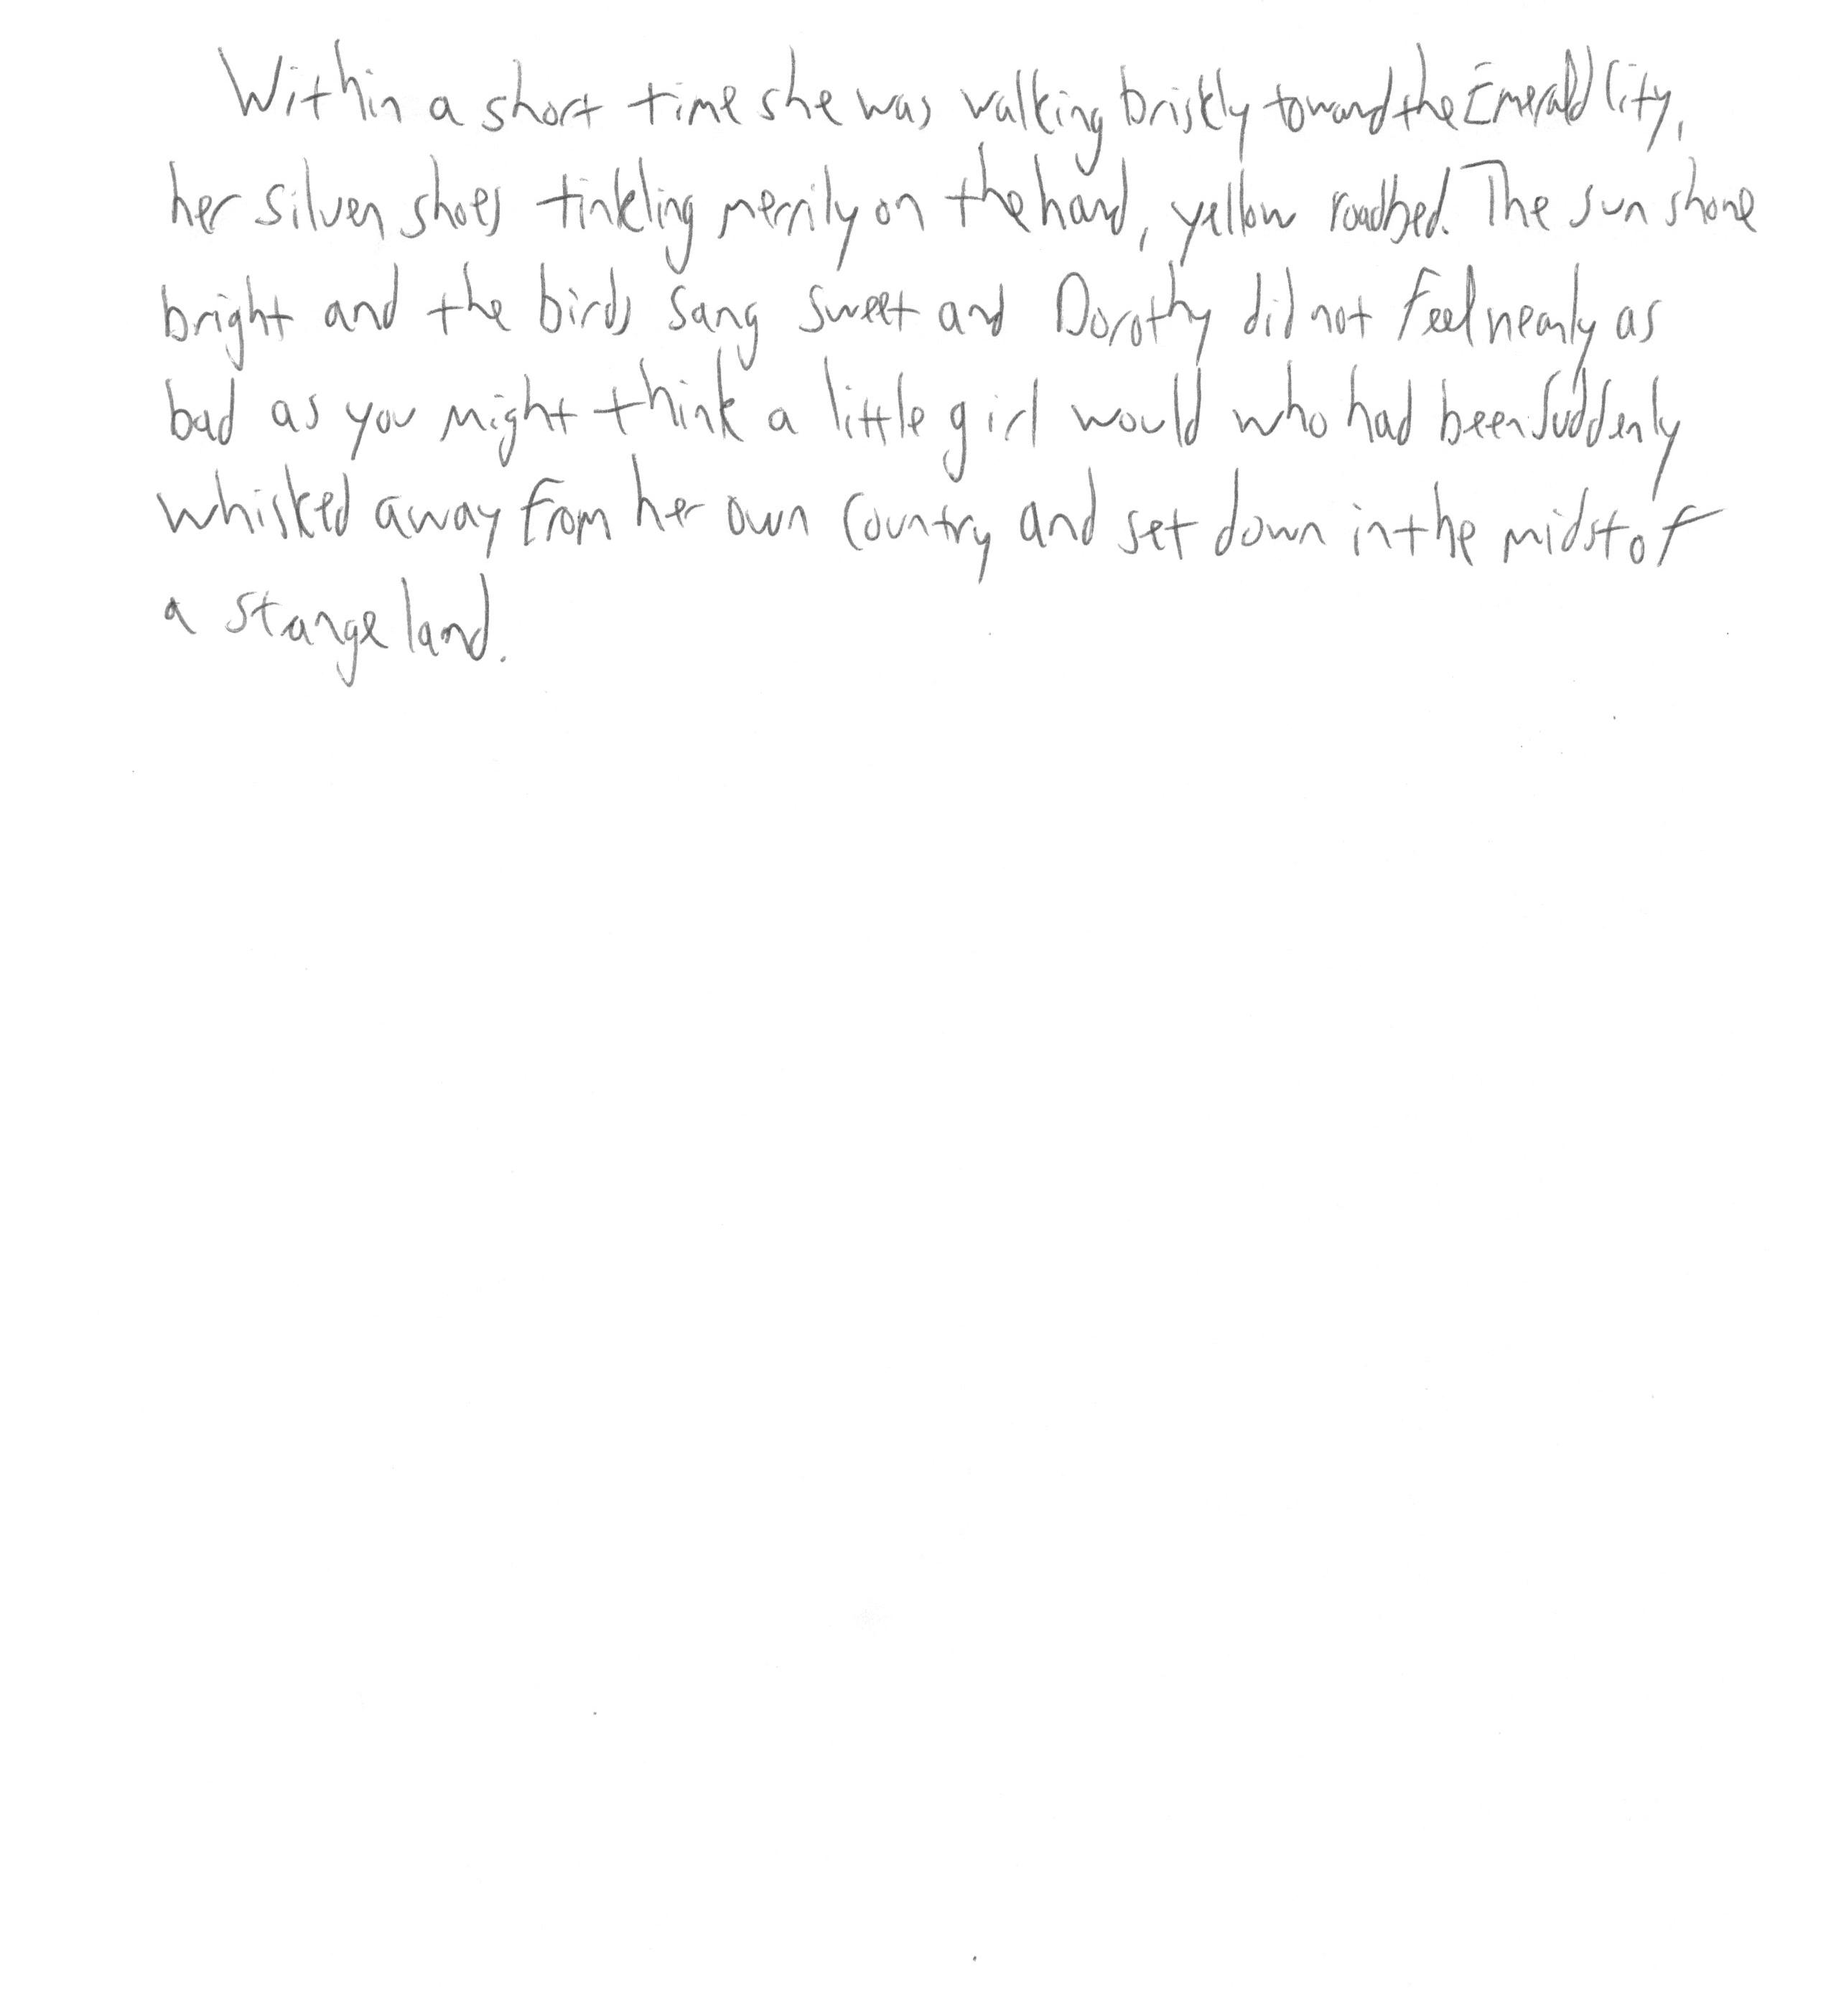 Within a short time she was walking briskly toward the Emerald City,
her silver shoes tinkling merrily on the hard, yellow roadbed. The sun shone
bright and the birds sang sweet and Dorothy did not feel nearly as
bad as you might think a little girl would who had been suddenly
whisked away from her own country and set down in the midst of
a stange land.